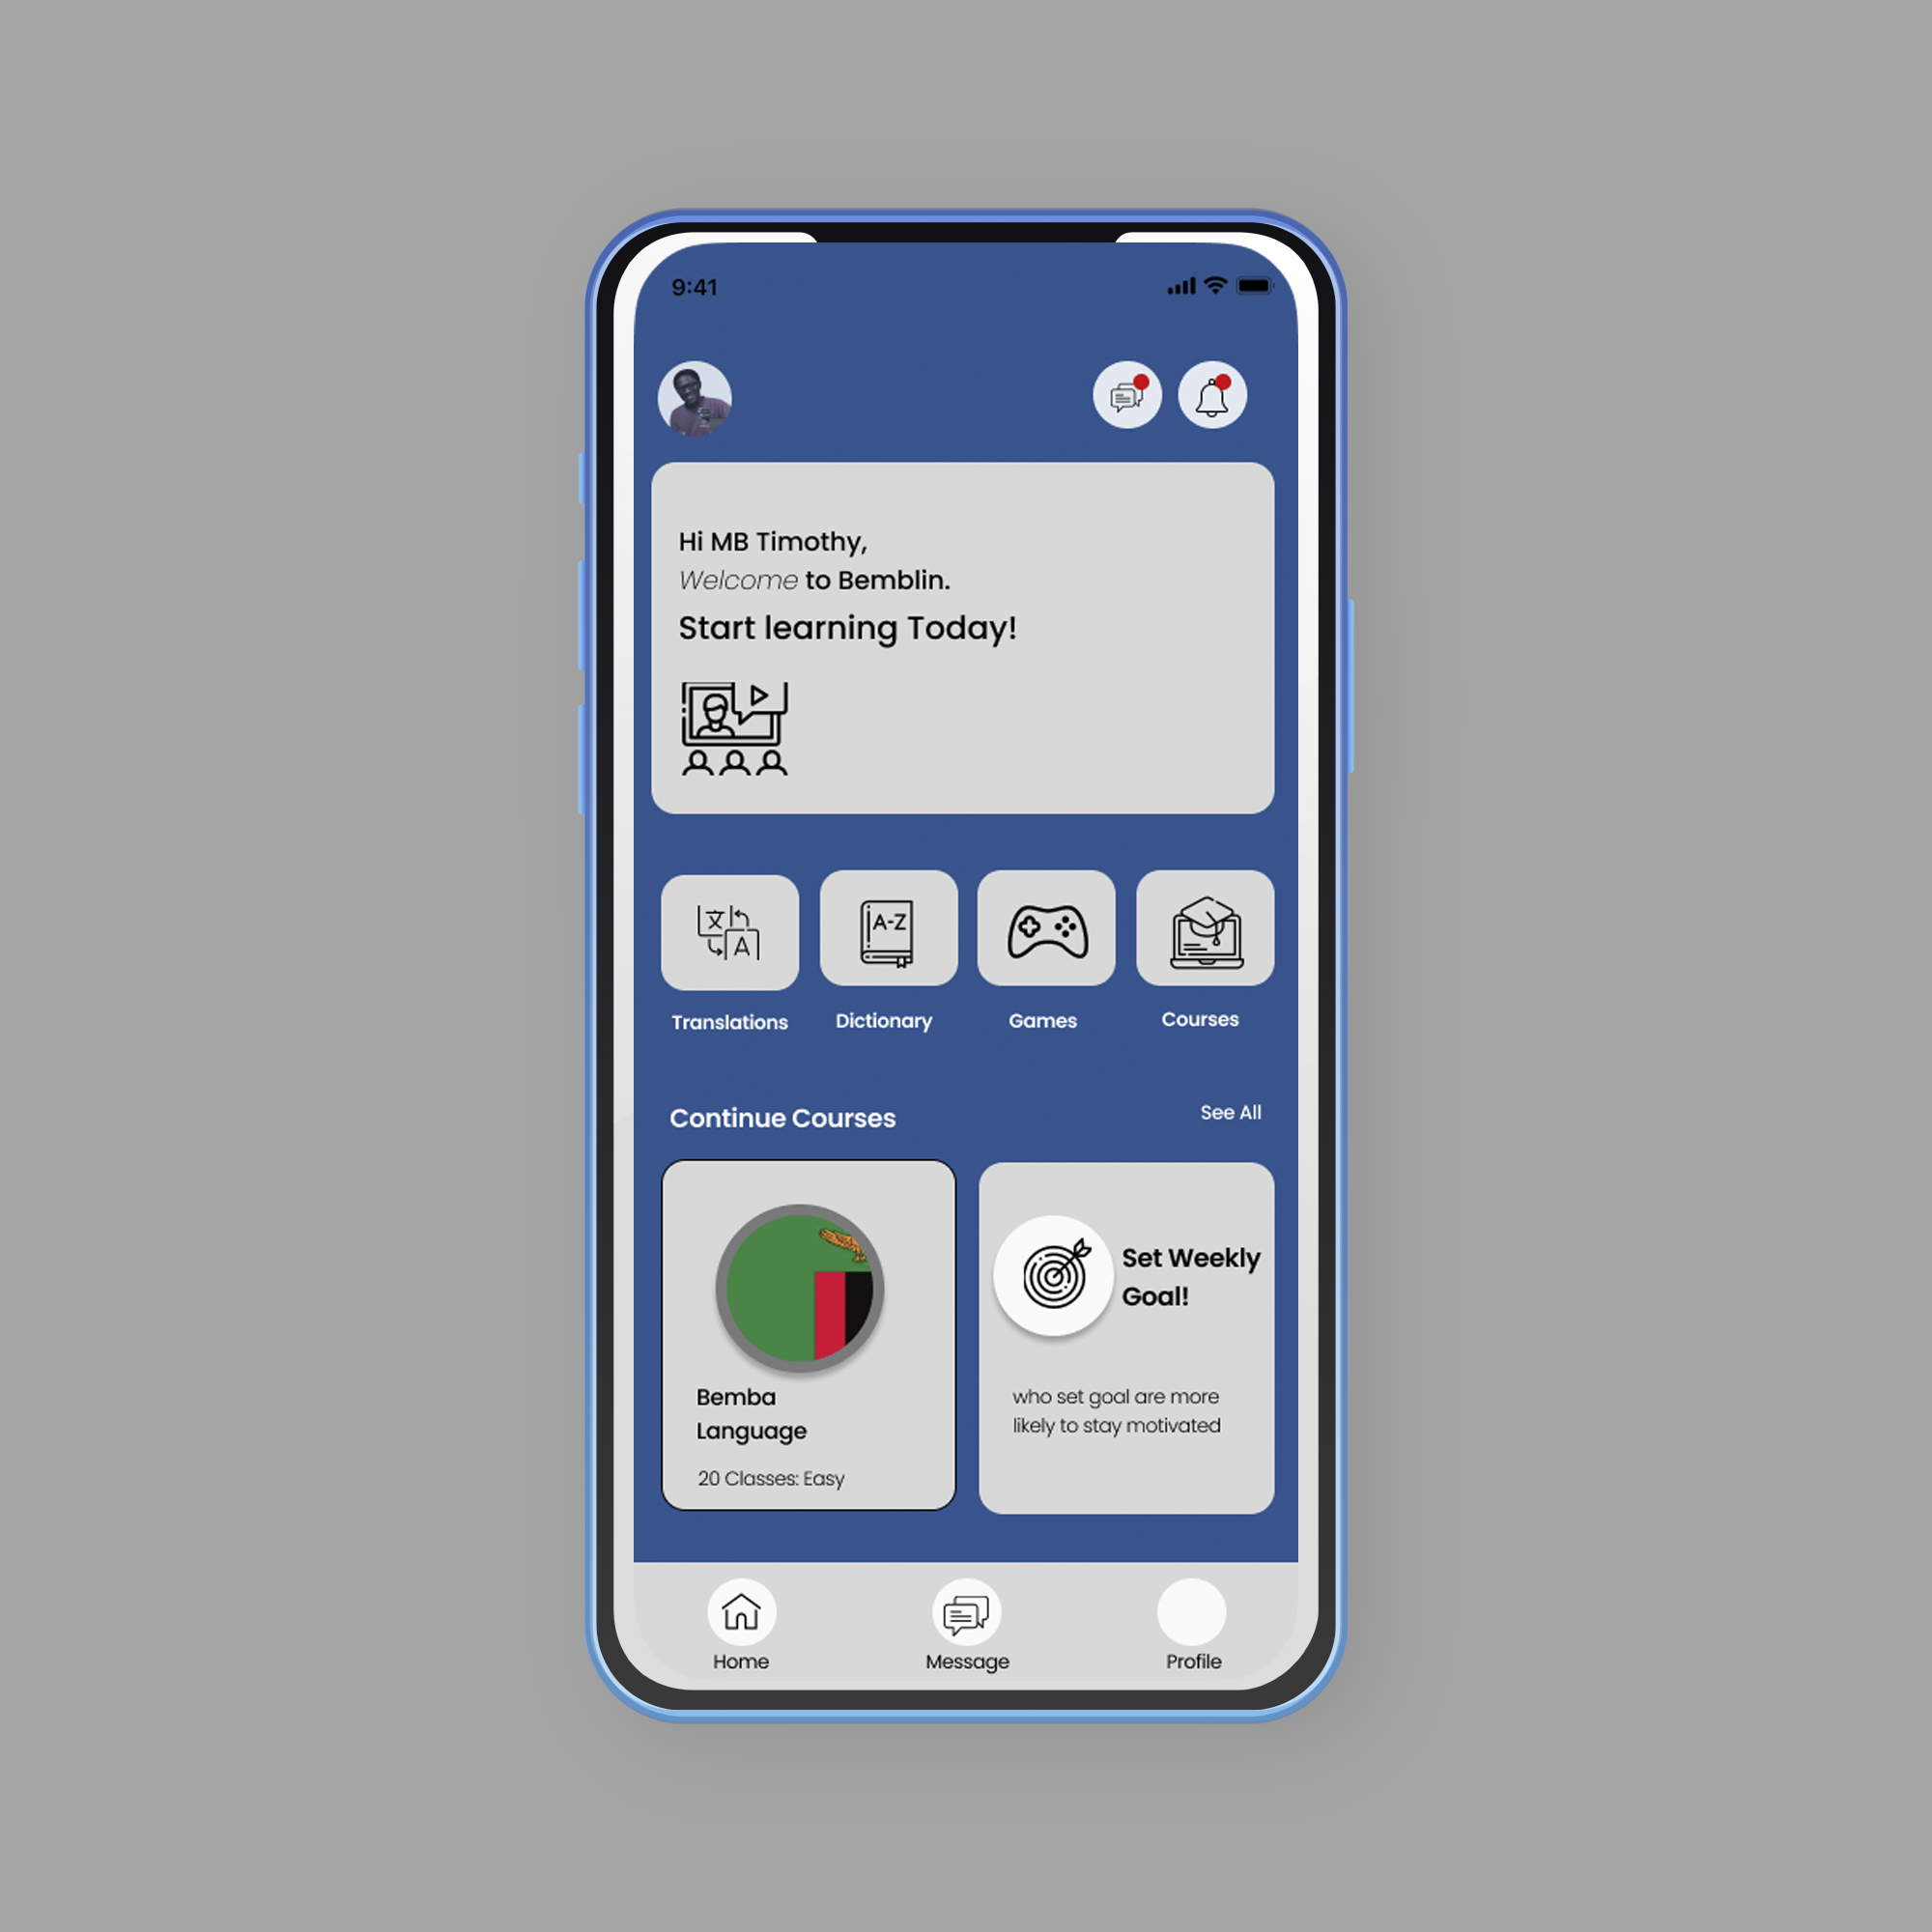 9:41
Hi MB Timothy,
Welcome to Bemblin.
Start learning Today!
文
A
A-Z
Translations
Dictionary
Games
Courses
Continue Courses
See All
Bemba
Language
20 Classes: Easy
Set Weekly
Goal!
who set goal are more
likely to stay motivated
Home
Message
Profile